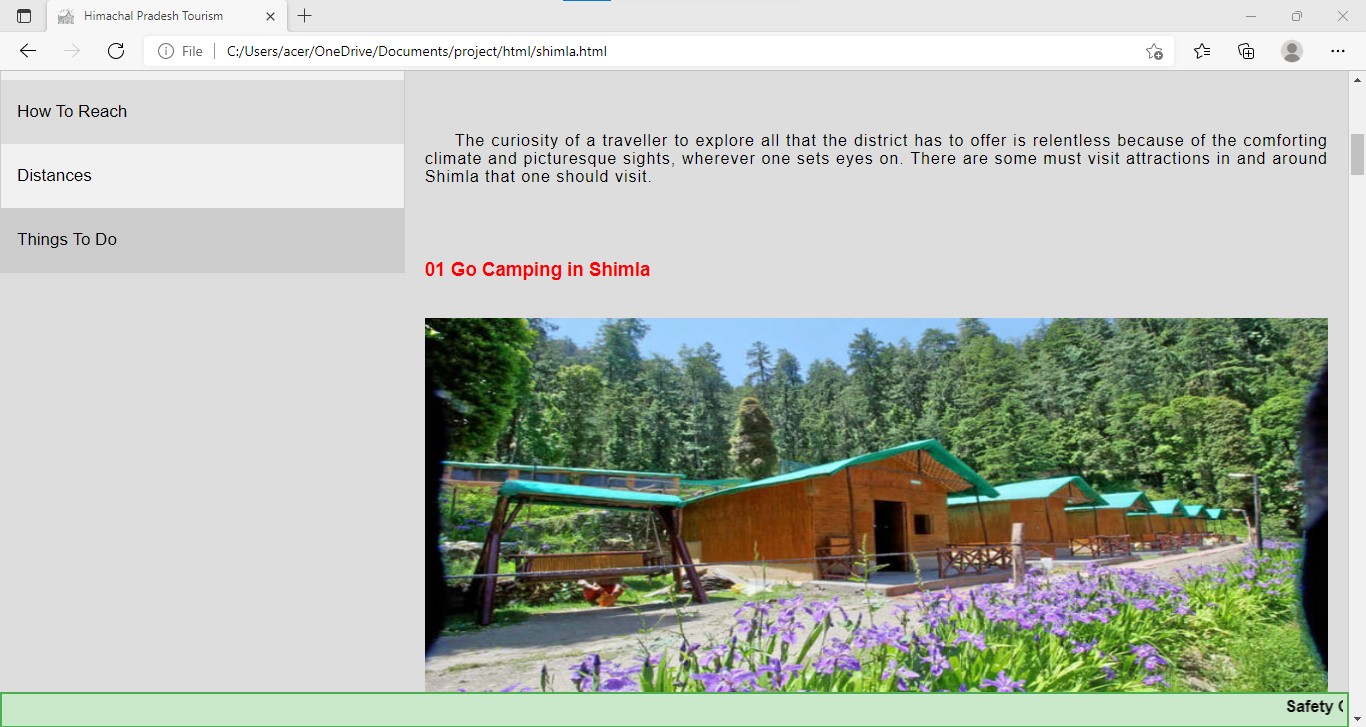 Himachal Pradesh Tourism
File
C:/Users/acer/OneDrive/Documents/project/html/shimla.html
How To Reach
Distances
Things To Do
The curiosity of a traveller to explore all that the district has to offer is relentless because of the comforting
climate and picturesque sights, wherever one sets eyes on. There are some must visit attractions in and around
Shimla that one should visit.
01 Go Camping in Shimla
Safety